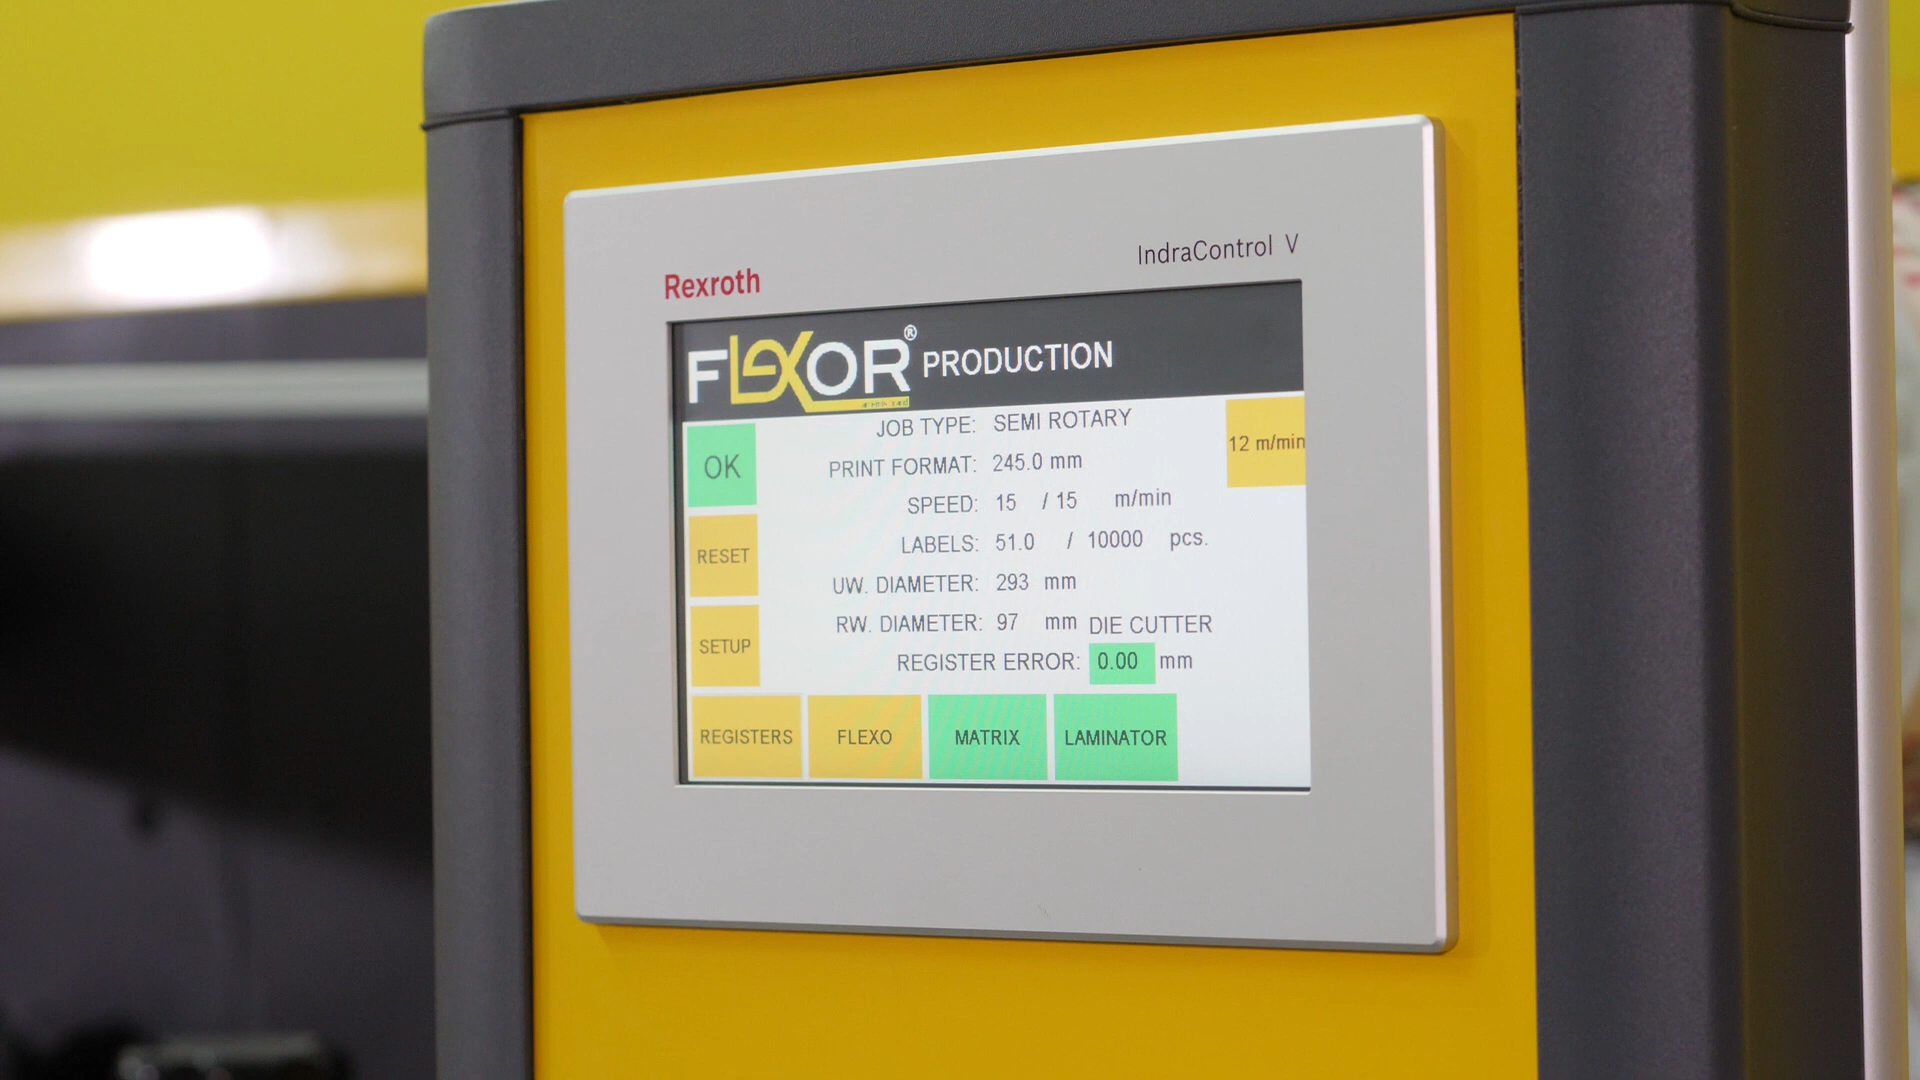 Rexroth
IndraControl V
FLEXOR® PRODUCTION
JOB TYPE: SEMI ROTARY
12 m/min
OK
PRINT FORMAT: 245.0 mm
SPEED: 15 / 15 m/min
RESET
LABELS: 51.0 / 10000 pcs.
UW. DIAMETER: 293 mm
RW. DIAMETER: 97 mm DIE CUTTER
SETUP
REGISTER ERROR: 0.00 mm
REGISTERS FLEXO MATRIX LAMINATOR